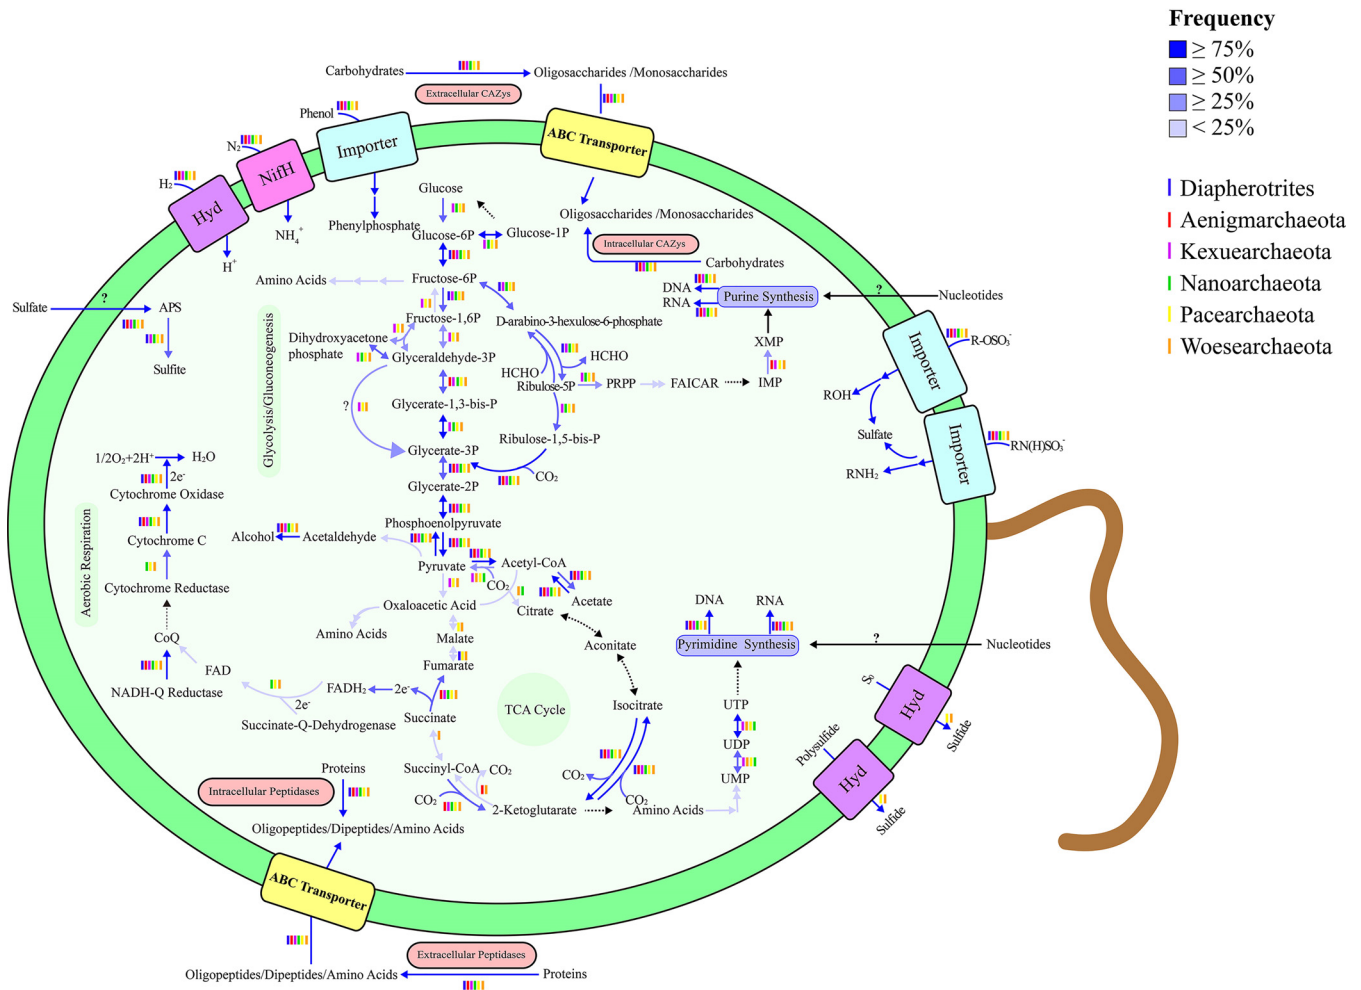 Frequency
≥ 75%
≥ 50%
≥ 25%
< 25%
Diapherotrites
Aenigmarchaeota
Kexuearchaeota
Nanoarchaeota
Pacearchaeota
Woesearchaeota
Carbohydrates
Oligosaccharides /Monosaccharides
Extracellular CAZys
Phenol
N₂
H₂
Importer
NifH
Hyd
ABC Transporter
Phenylphosphate
NH₄⁺
H⁺
Glucose
Glucose-6P
Glucose-1P
Oligosaccharides /Monosaccharides
Intracellular CAZys
Carbohydrates
Amino Acids
Fructose-6P
DNA
RNA
Purine Synthesis
?
Nucleotides
Sulfate
?
APS
Sulfite
Fructose-1,6P
D-arabino-3-hexulose-6-phosphate
Dihydroxyacetone
phosphate
Glyceraldehyde-3P
HCHO
HCHO
XMP
IMP
Ribulose-5P
PRPP
FAICAR
Importer
R-OSO₃⁻
ROH
Sulfate
RNH₂
Importer
RN(H)SO₃⁻
Glycolysis/Gluconeogenesis
?
Glycerate-1,3-bis-P
Ribulose-1,5-bis-P
Glycerate-3P
CO₂
Glycerate-2P
1/2O₂+2H⁺
H₂O
2e⁻
Cytochrome Oxidase
Cytochrome C
Cytochrome Reductase
CoQ
NADH-Q Reductase
Aerobic Respiration
Phosphoenolpyruvate
Alcohol
Acetaldehyde
Pyruvate
Acetyl-CoA
CO₂
Acetate
Oxaloacetic Acid
Citrate
Amino Acids
Malate
Aconitate
Fumarate
FAD
FADH₂
2e⁻
2e⁻
Succinate-Q-Dehydrogenase
Succinate
TCA Cycle
Isocitrate
Succinyl-CoA
CO₂
CO₂
CO₂
CO₂
2-Ketoglutarate
Amino Acids
DNA
RNA
Pyrimidine Synthesis
?
Nucleotides
UTP
UDP
UMP
S₀
Hyd
Sulfide
Polysulfide
Hyd
Sulfide
Proteins
Intracellular Peptidases
Oligopeptides/Dipeptides/Amino Acids
ABC Transporter
Extracellular Peptidases
Oligopeptides/Dipeptides/Amino Acids
Proteins